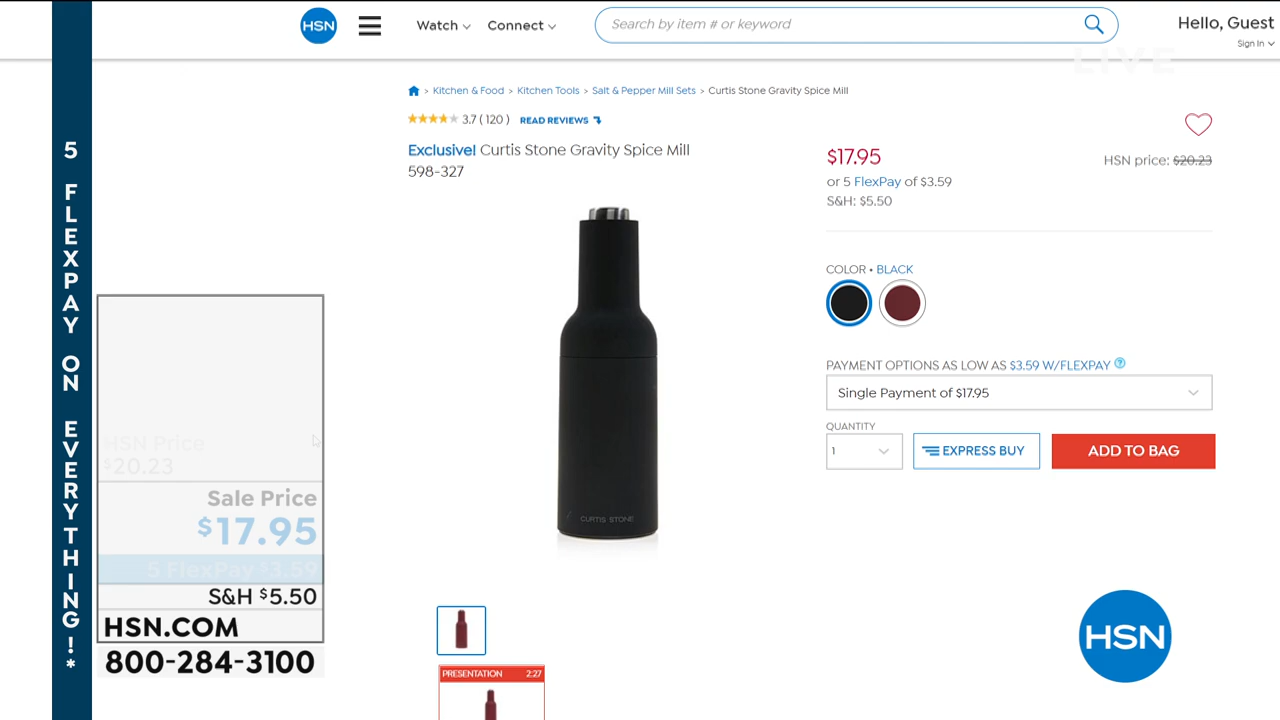 HSN
Watch
Connect
Search by item # or keyword
Hello, Guest
Sign In
LIVE
> Kitchen & Food > Kitchen Tools > Salt & Pepper Mill Sets > Curtis Stone Gravity Spice Mill
3.7 ( 120 ) READ REVIEWS
Exclusive! Curtis Stone Gravity Spice Mill
598-327
$17.95
HSN price: $20.23
or 5 FlexPay of $3.59
S&H: $5.50
COLOR • BLACK
PAYMENT OPTIONS AS LOW AS $3.59 W/FLEXPAY ?
Single Payment of $17.95
QUANTITY
1
EXPRESS BUY
ADD TO BAG
CURTIS STONE
PRESENTATION 2:27
5 FLEXPAY ON EVERYTHING!*
HSN Price
$20.23
Sale Price
$17.95
5 FlexPay $3.59
S&H $5.50
HSN.COM
800-284-3100
HSN